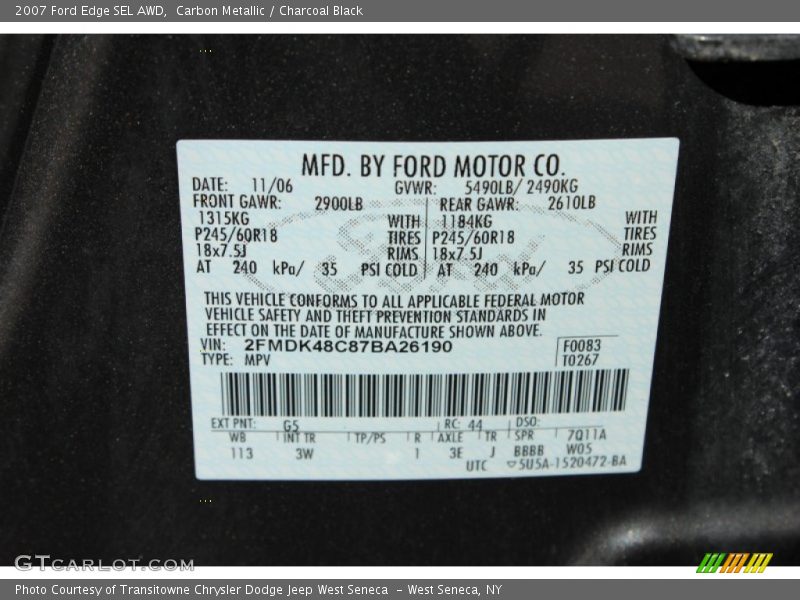 2007 Ford Edge SEL AWD,  Carbon Metallic / Charcoal Black
MFD. BY FORD MOTOR CO.
DATE: 11/06 GVWR: 5490LB/ 2490KG
FRONT GAWR: 2900LB REAR GAWR: 2610LB
1315KG WITH 1184KG WITH
P245/60R18 TIRES P245/60R18 TIRES
18x7.5J RIMS 18x7.5J RIMS
AT 240 kPa/ 35 PSI COLD AT 240 kPa/ 35 PSI COLD
THIS VEHICLE CONFORMS TO ALL APPLICABLE FEDERAL MOTOR
VEHICLE SAFETY AND THEFT PREVENTION STANDARDS IN
EFFECT ON THE DATE OF MANUFACTURE SHOWN ABOVE.
VIN: 2FMDK48C87BA26190 F0083
TYPE: MPV T0267
EXT PNT: G5 RC: 44 DSO:
WB INT TR TP/PS R AXLE TR SPR 7Q11A
113 3W 1 3E J BBBB W05
UTC 5U5A-1520472-BA
GTCarLot.com
Photo Courtesy of Transitowne Chrysler Dodge Jeep West Seneca  - West Seneca, NY